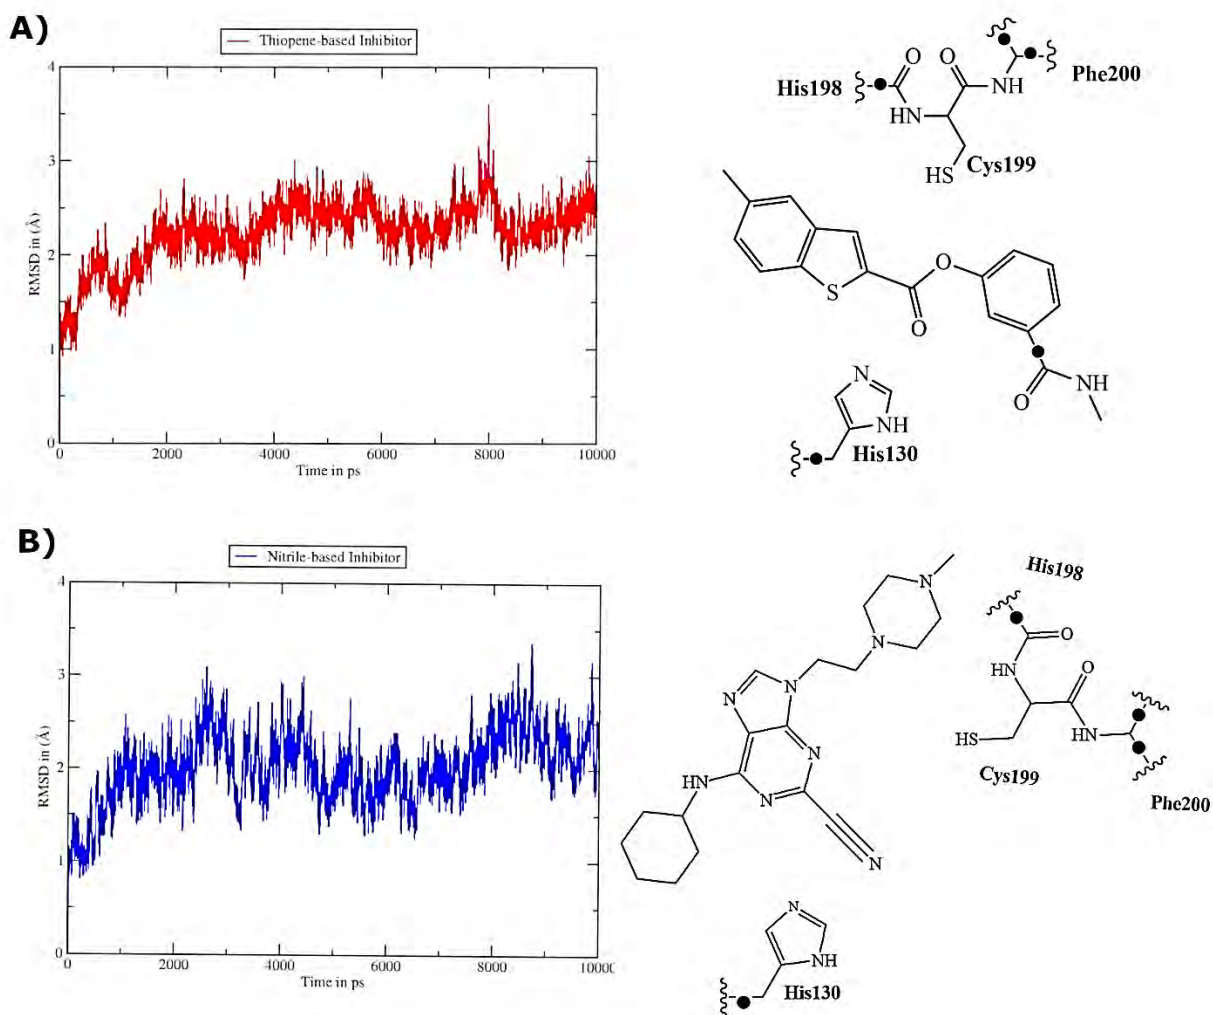 A)
Thiopene-based Inhibitor
4
3
2
1
0
RMSD in (Å)
0 2000 4000 6000 8000 10000
Time in ps
His198
O
O
HN
NH
Phe200
HS
Cys199
S
O
O
O
NH
N
NH
His130
B)
Nitrile-based Inhibitor
4
3
2
1
0
RMSD in (Å)
0 2000 4000 6000 8000 10000
Time in ps
N
N
N
N
N
N
HN
N
His198
O
HN
O
HS
HN
Cys199
Phe200
N
NH
His130